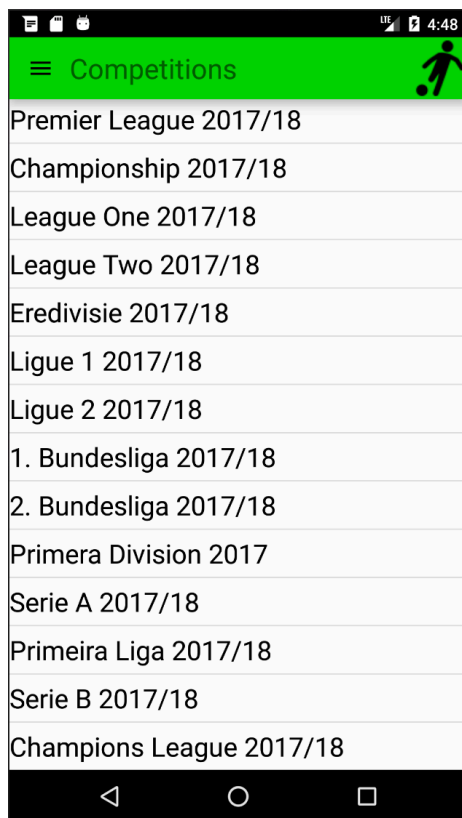 LTE 4:48
Competitions
Premier League 2017/18
Championship 2017/18
League One 2017/18
League Two 2017/18
Eredivisie 2017/18
Ligue 1 2017/18
Ligue 2 2017/18
1. Bundesliga 2017/18
2. Bundesliga 2017/18
Primera Division 2017
Serie A 2017/18
Primeira Liga 2017/18
Serie B 2017/18
Champions League 2017/18